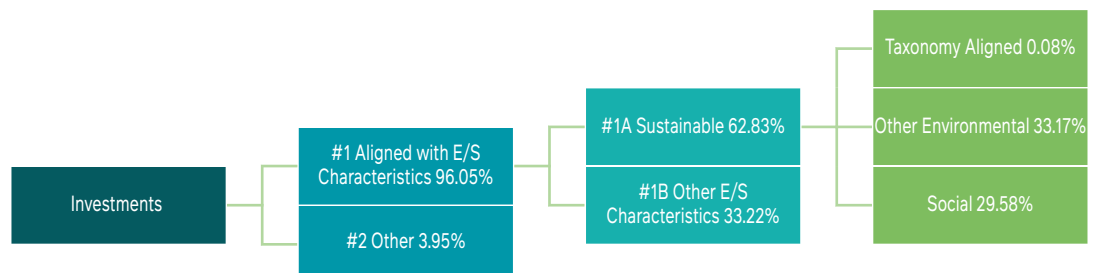 Investments
#1 Aligned with E/S
Characteristics 96.05%
#2 Other 3.95%
#1A Sustainable 62.83%
#1B Other E/S
Characteristics 33.22%
Taxonomy Aligned 0.08%
Other Environmental 33.17%
Social 29.58%